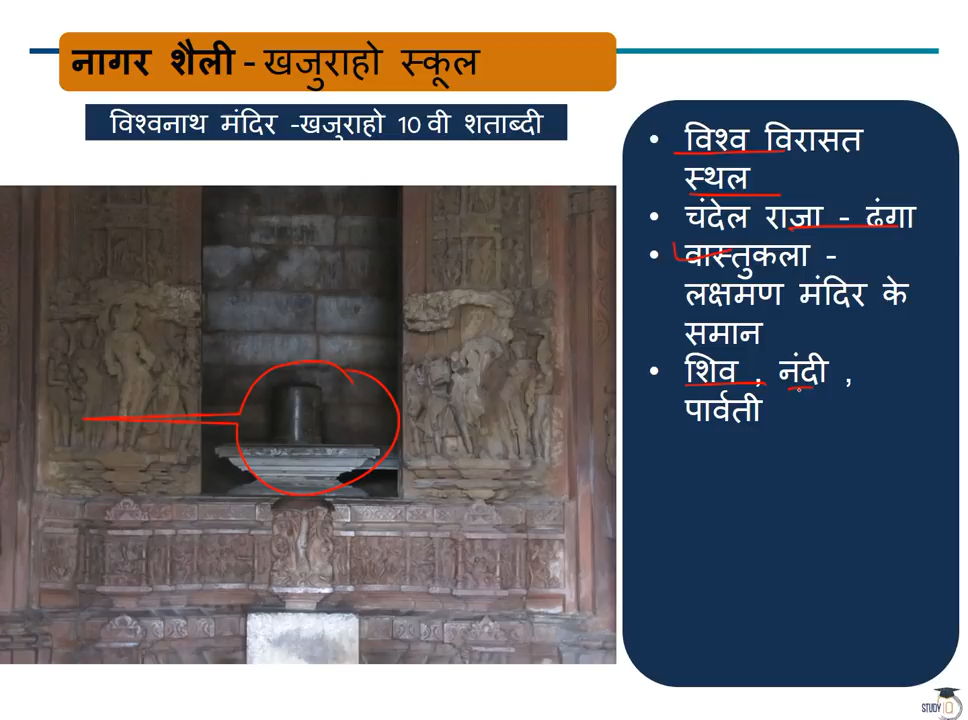 नागर शैली - खजुराहो स्कूल
विश्वनाथ मंदिर -खजुराहो 10 वी शताब्दी
• विश्व विरासत
स्थल
• चंदेल राजा - ढंगा
• वास्तुकला -
लक्षमण मंदिर के
समान
• शिव , नंदी ,
पार्वती
STUDY IQ